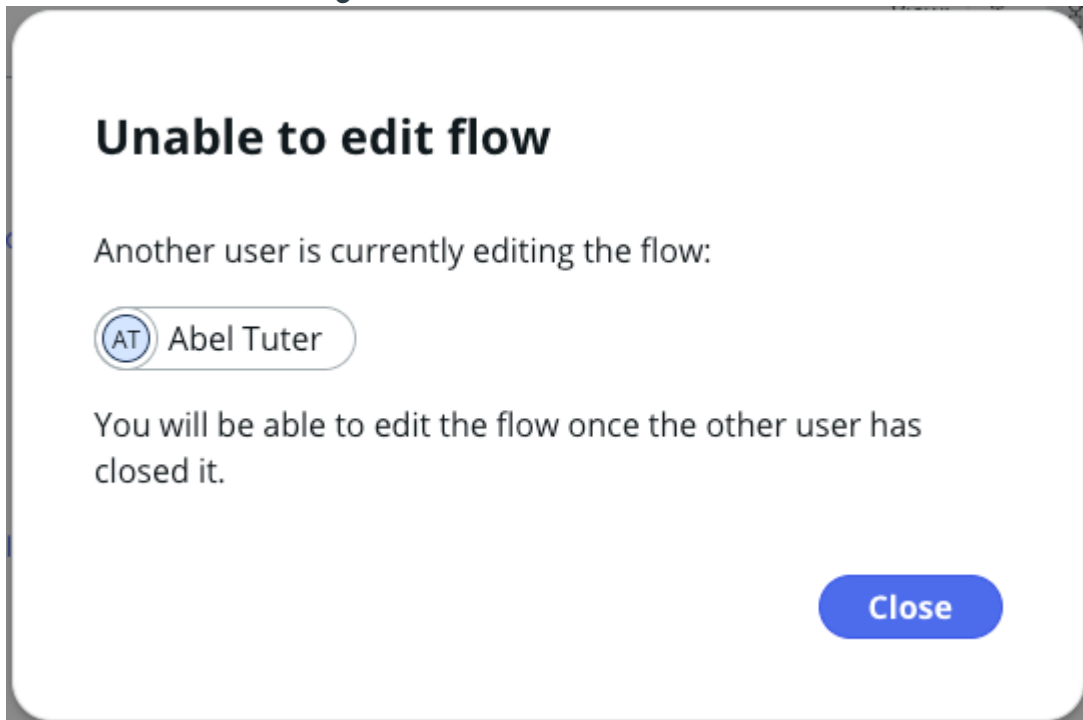 Unable to edit flow
Another user is currently editing the flow:
AT Abel Tuter
You will be able to edit the flow once the other user has
closed it.
Close